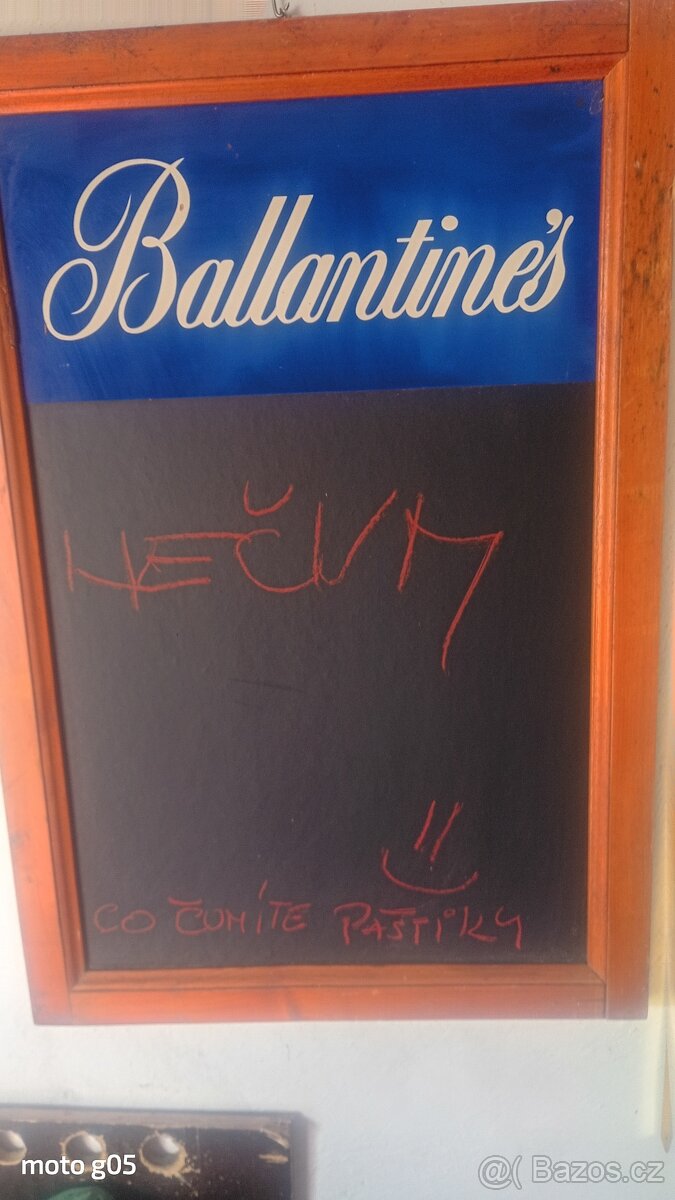 Ballantine's
NEČUM
CO ČUMÍTE PAŠTIKY
moto g05
@( Bazos.cz